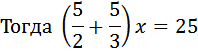 Тогда (5/2 + 5/3) x = 25